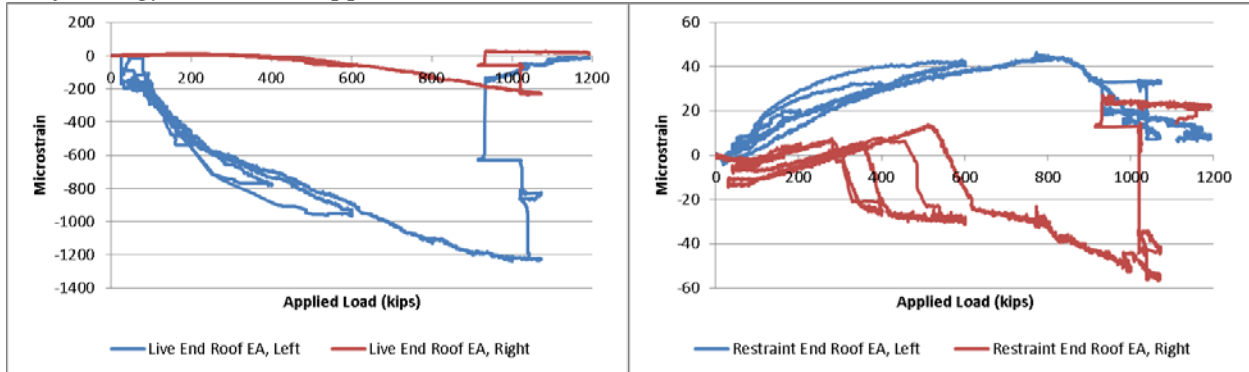 200
0
-200
-400
-600
-800
-1000
-1200
-1400
0 200 400 600 800 1000 1200
Microstrain
Applied Load (kips)
Live End Roof EA, Left Live End Roof EA, Right
60
40
20
0
-20
-40
-60
0 200 400 600 800 1000 1200
Microstrain
Applied Load (kips)
Restraint End Roof EA, Left Restraint End Roof EA, Right